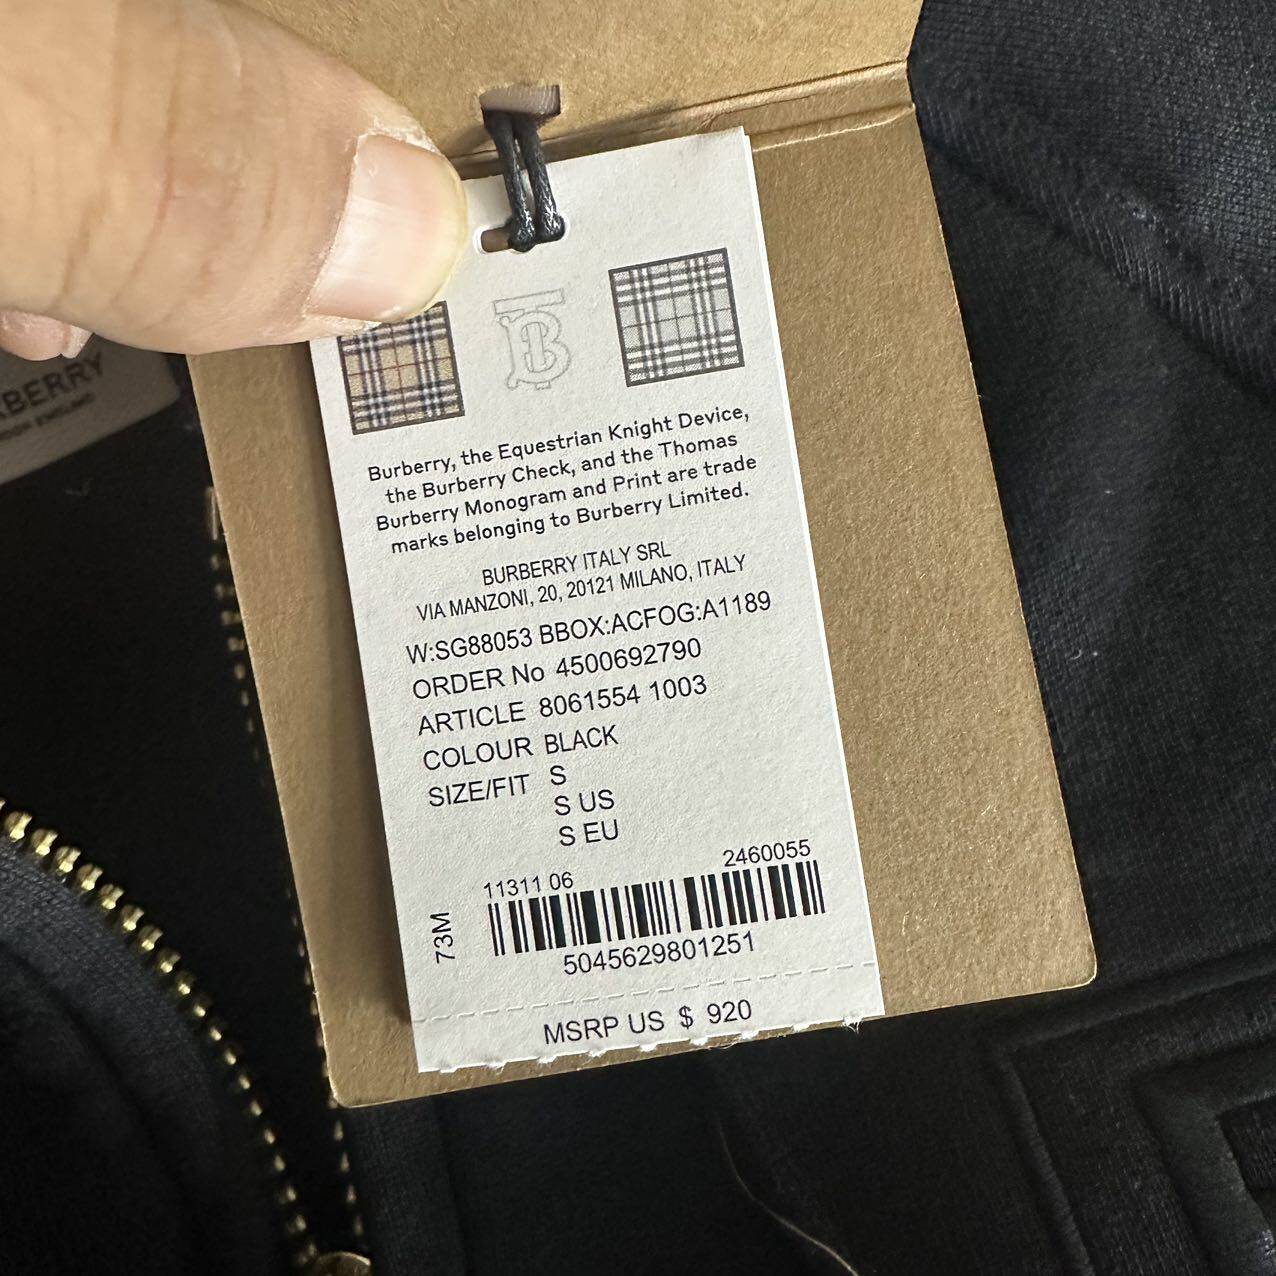 BERRY
Burberry, the Equestrian Knight Device,
the Burberry Check, and the Thomas
Burberry Monogram and Print are trade
marks belonging to Burberry Limited.
BURBERRY ITALY SRL
VIA MANZONI, 20, 20121 MILANO, ITALY
W:SG88053 BBOX:ACFOG:A1189
ORDER No 4500692790
ARTICLE 8061554 1003
COLOUR BLACK
SIZE/FIT S
S US
S EU
11311 06 2460055
73M
5045629801251
MSRP US $ 920